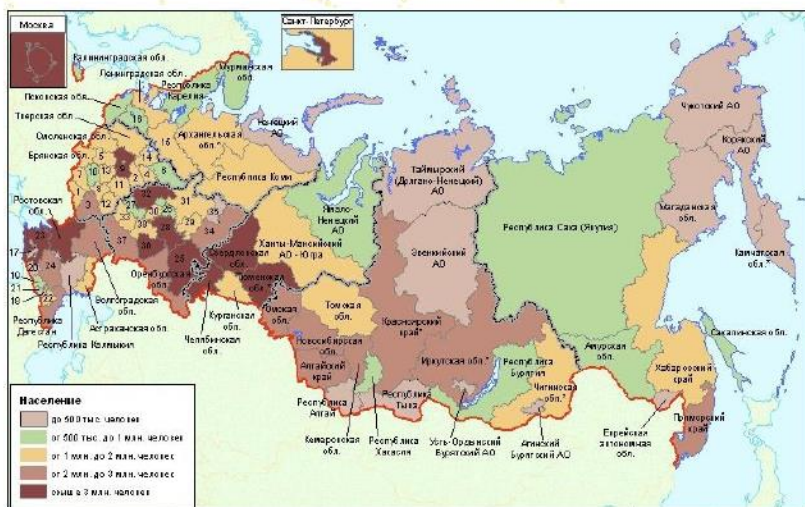 Москва
Санкт-Петербург
Калининградская обл.
Ленинградская обл.
Мурманская обл.
Республика
Карелия
Псковская обл.
Тверская обл.
Смоленская обл.
Брянская обл.
Архангельская
обл.*
Ненецкий
АО
Республика Коми
Чукотский АО
Корякский
АО
Таймырский
(Долгано-Ненецкий)
АО
Магаданская
обл.
Ямало-
Ненецкий
АО
Республика Саха (Якутия)
Камчатская
обл.*
Ростовская
обл.
Эвенкийский
АО
Ханты-Мансийский
АО - Югра
Свердловская
обл.
Тюменская
обл.*
Оренбургская
обл.
Волгоградская
обл.
Томская
обл.
Красноярский
край*
Сахалинская обл.
Омская
обл.
Курганская
обл.
Астраханская обл.
Челябинская обл.
Республика
Дагестан
Республика Калмыкия
Новосибирская
обл.
Алтайский
край
Иркутская обл.*
Республика
Бурятия
Читинская
обл.*
Амурская
обл.
Хабаровский
край
Приморский
край
Республика
Алтай
Республика
Тыва
Кемеровская
обл.
Республика
Хакасия
Усть-Ордынский
Бурятский АО
Агинский
Бурятский АО
Еврейская
автономная
обл.
Население
до 500 тыс. человек
от 500 тыс. до 1 млн. человек
от 1 млн. до 2 млн. человек
от 2 млн. до 3 млн. человек
свыше 3 млн. человек